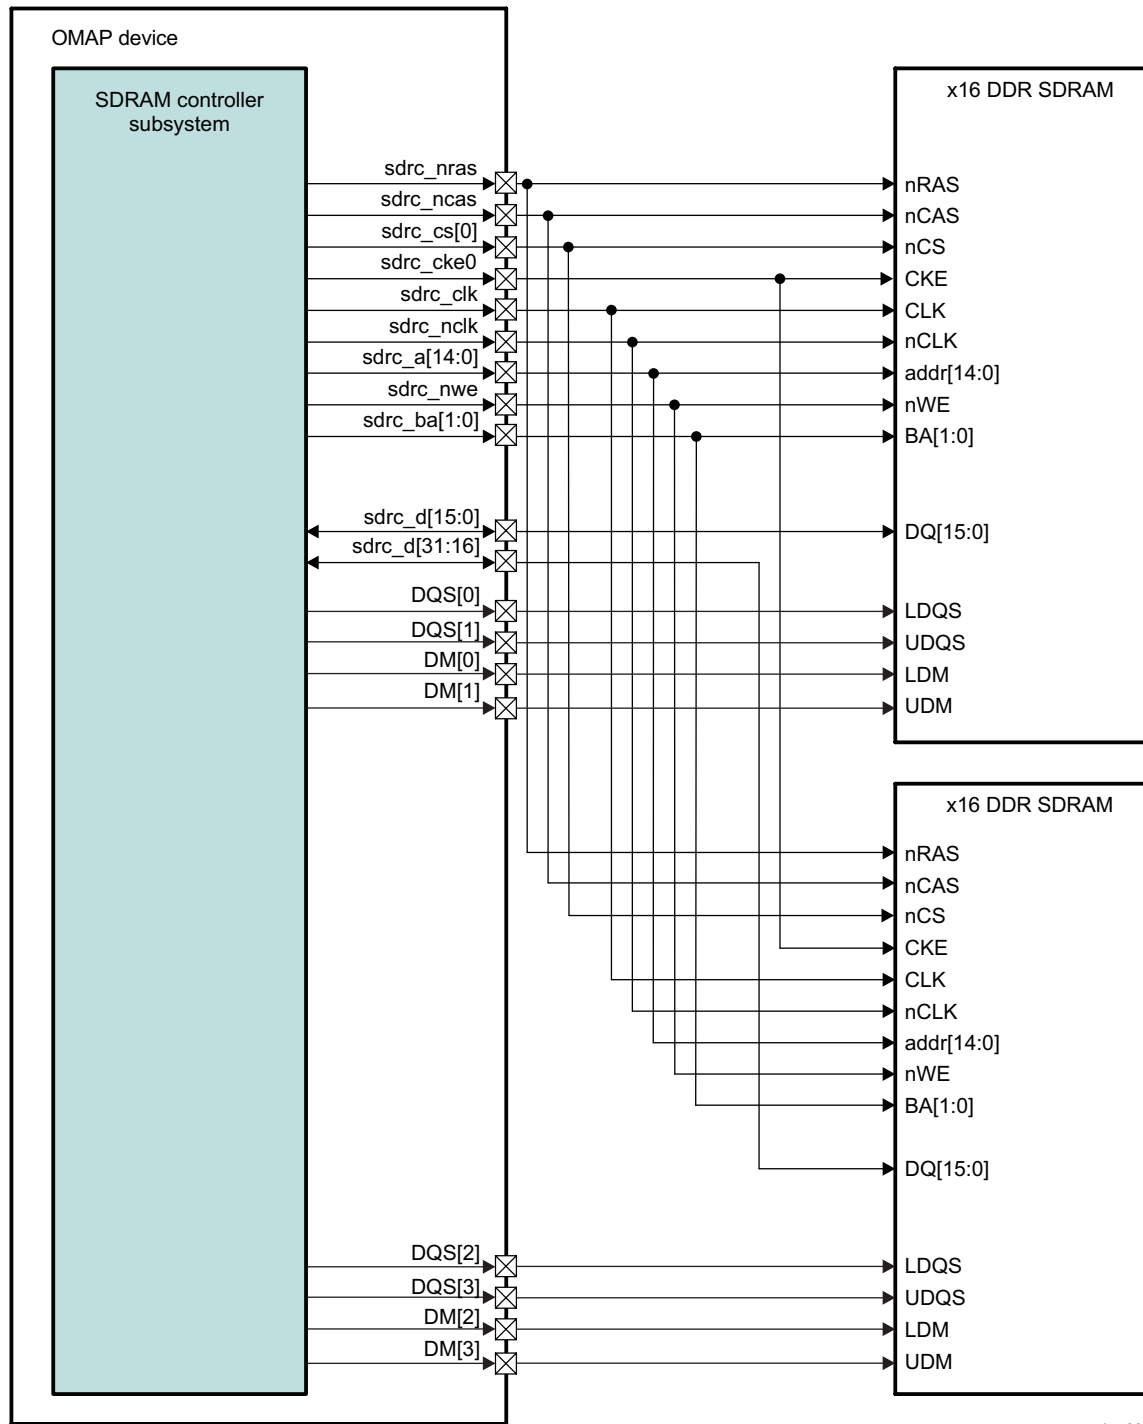 OMAP device
SDRAM controller
subsystem
x16 DDR SDRAM
sdrc_nras
nRAS
sdrc_ncas
nCAS
sdrc_cs[0]
nCS
sdrc_cke0
CKE
sdrc_clk
CLK
sdrc_nclk
nCLK
sdrc_a[14:0]
addr[14:0]
sdrc_nwe
nWE
sdrc_ba[1:0]
BA[1:0]
sdrc_d[15:0]
DQ[15:0]
sdrc_d[31:16]
DQS[0]
LDQS
DQS[1]
UDQS
DM[0]
LDM
DM[1]
UDM
x16 DDR SDRAM
nRAS
nCAS
nCS
CKE
CLK
nCLK
addr[14:0]
nWE
BA[1:0]
DQ[15:0]
DQS[2]
LDQS
DQS[3]
UDQS
DM[2]
LDM
DM[3]
UDM